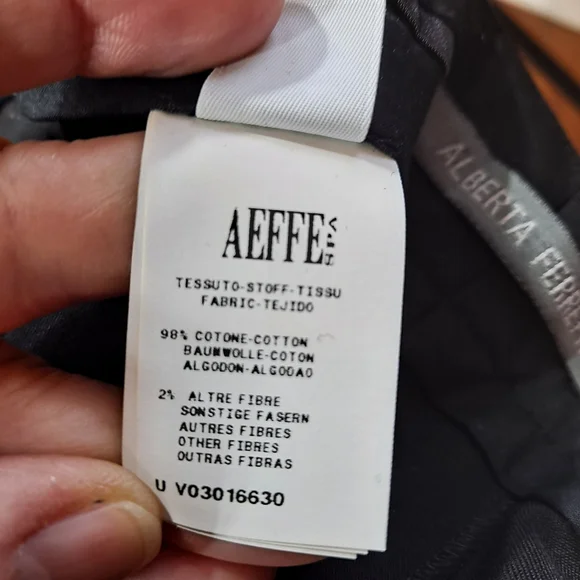 AEFFE SPA
TESSUTO-STOFF-TISSU
FABRIC-TEJIDO
98% COTONE-COTTON
BAUMWOLLE-COTON
ALGODON-ALGODAO
2% ALTRE FIBRE
SONSTIGE FASERN
AUTRES FIBRES
OTHER FIBRES
OUTRAS FIBRAS
U V03016630
ALBERTA